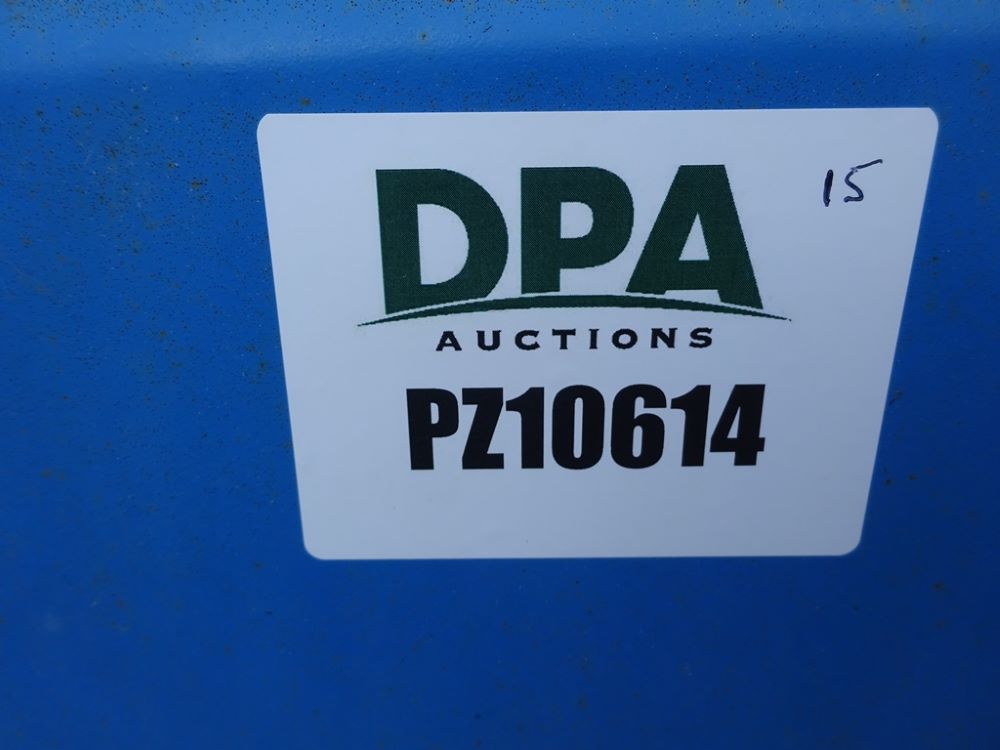 DPA
15
AUCTIONS
PZ10614